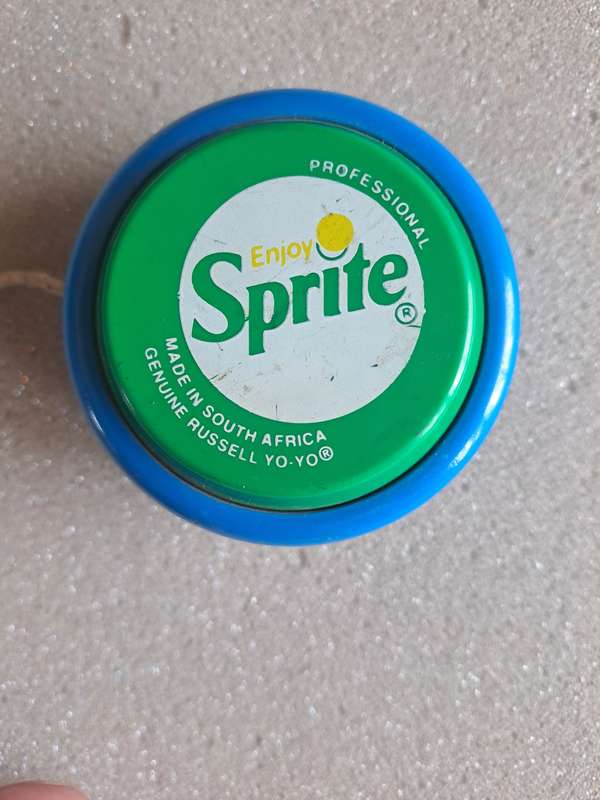 PROFESSIONAL
Enjoy
Sprite®
MADE IN SOUTH AFRICA
GENUINE RUSSELL YO-YO®